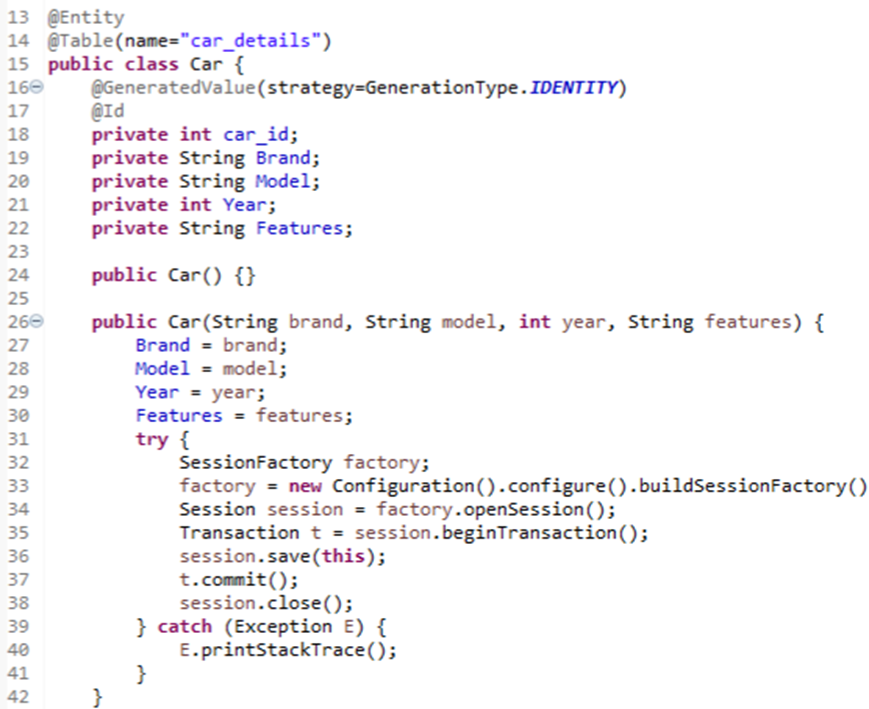 13 @Entity
14 @Table(name="car_details")
15 public class Car {
16 @GeneratedValue(strategy=GenerationType.IDENTITY)
17 @Id
18 private int car_id;
19 private String Brand;
20 private String Model;
21 private int Year;
22 private String Features;
23
24 public Car() {}
25
26 public Car(String brand, String model, int year, String features) {
27 Brand = brand;
28 Model = model;
29 Year = year;
30 Features = features;
31 try {
32 SessionFactory factory;
33 factory = new Configuration().configure().buildSessionFactory()
34 Session session = factory.openSession();
35 Transaction t = session.beginTransaction();
36 session.save(this);
37 t.commit();
38 session.close();
39 } catch (Exception E) {
40 E.printStackTrace();
41 }
42 }